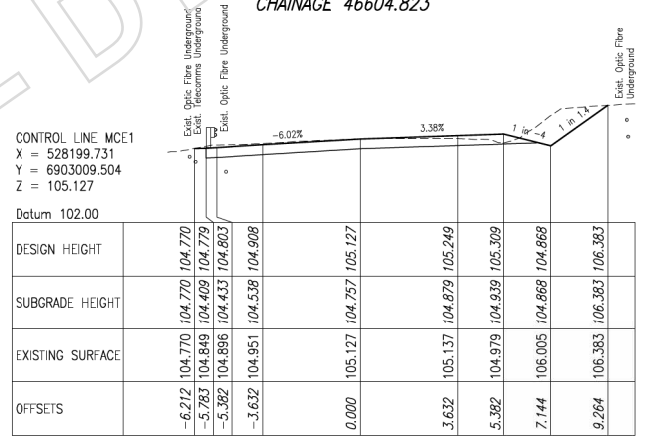 CHAINAGE 46604.823
Exist. Optic Fibre Underground
Exist. Telecomms Underground
Exist. Optic Fibre Underground
Exist. Optic Fibre
Underground
-6.02%
3.38%
1 in -4
1 in 1.4
CONTROL LINE MCE1
X = 528199.731
Y = 6903009.504
Z = 105.127
Datum 102.00
DESIGN HEIGHT 104.770 104.779 104.803 104.908 105.127 105.249 105.309 104.868 106.383
SUBGRADE HEIGHT 104.770 104.409 104.433 104.538 104.757 104.879 104.939 104.868 106.383
EXISTING SURFACE 104.770 104.849 104.896 104.951 105.127 105.137 104.979 106.005 106.383
OFFSETS -6.212 -5.783 -5.382 -3.632 0.000 3.632 5.382 7.144 9.264